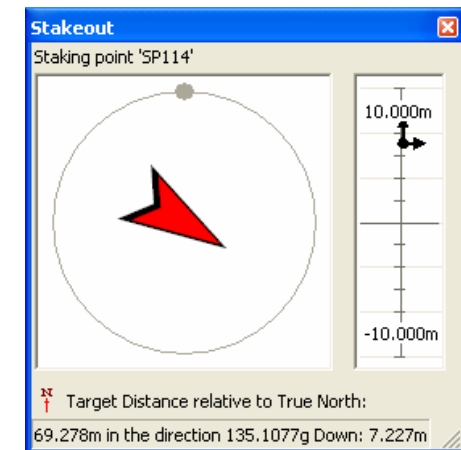 Stakeout
Staking point 'SP114'
10.000m
-10.000m
N
Target Distance relative to True North:
69.278m in the direction 135.1077g Down: 7.227m